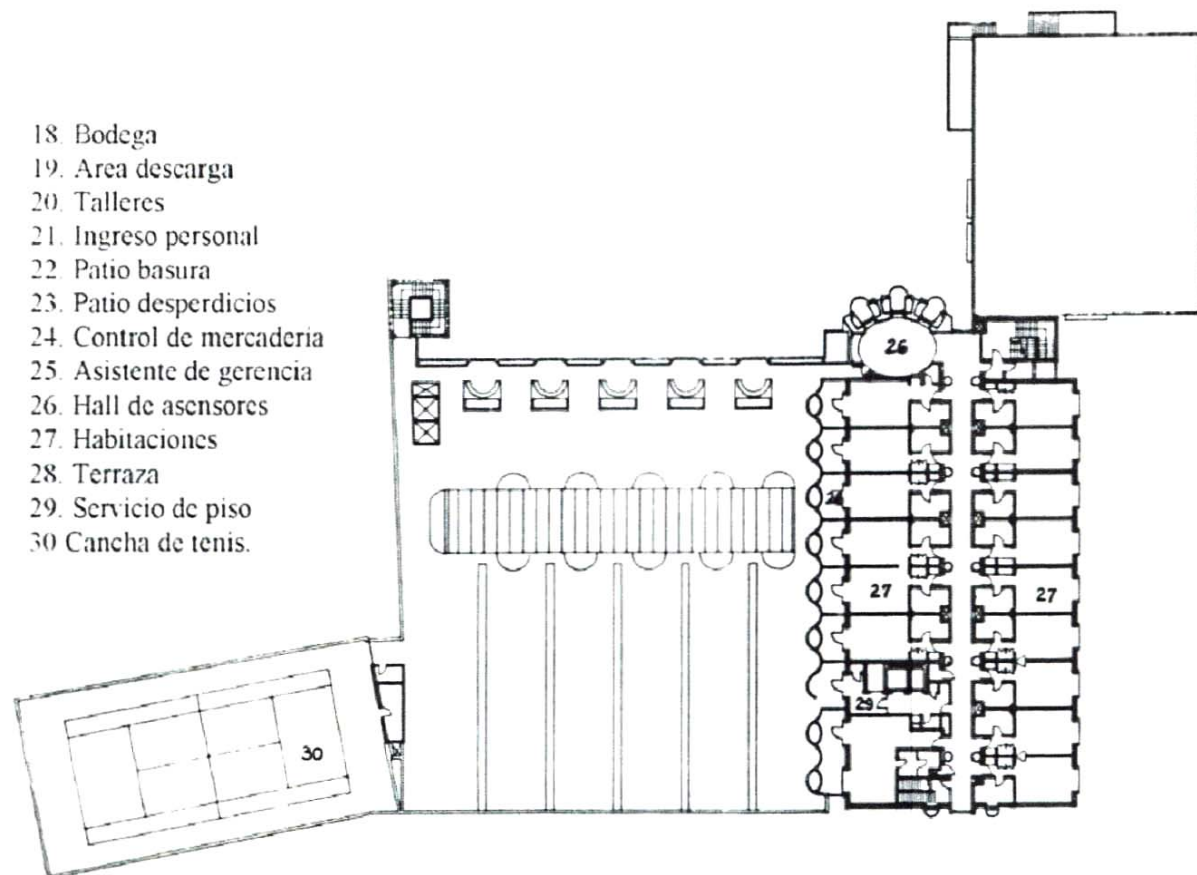 18. Bodega
19. Area descarga
20. Talleres
21. Ingreso personal
22. Patio basura
23. Patio desperdicios
24. Control de mercaderia
25. Asistente de gerencia
26. Hall de asensores
27. Habitaciones
28. Terraza
29. Servicio de piso
30 Cancha de tenis.
26
27
27
29
30